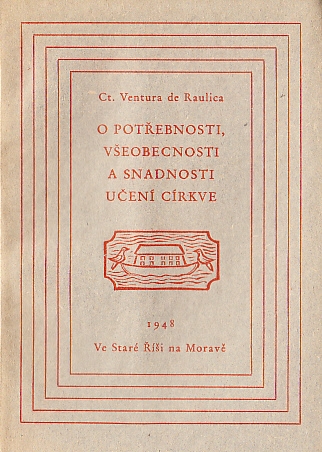 Ct. Ventura de Raulica
O POTŘEBNOSTI,
VŠEOBECNOSTI
A SNADNOSTI
UČENÍ CÍRKVE
1948
Ve Staré Říši na Moravě